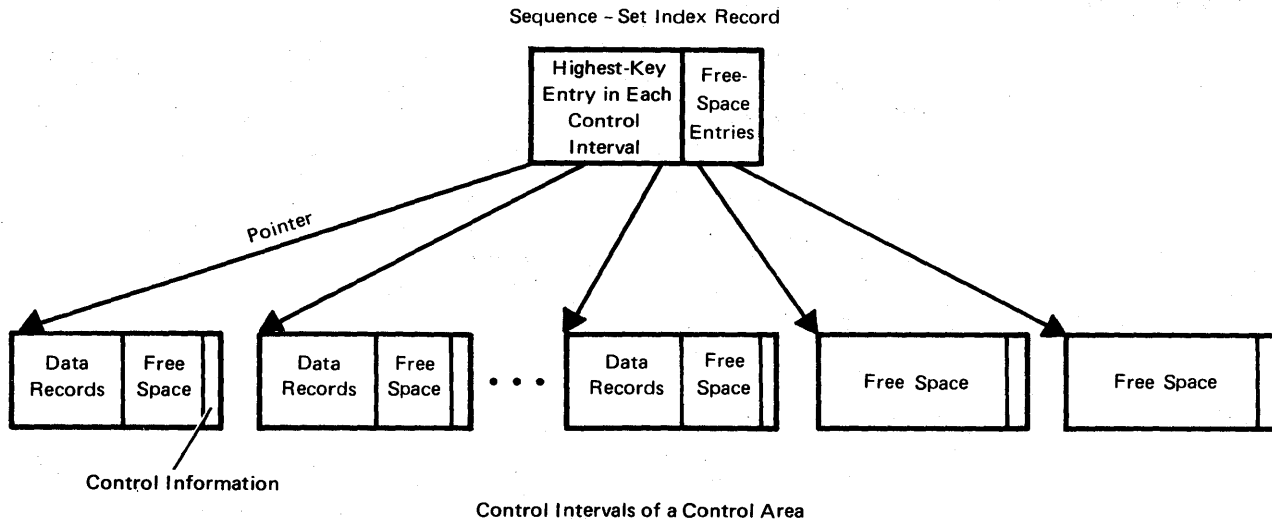 Sequence - Set Index Record
Highest-Key
Entry in Each
Control
Interval
Free-
Space
Entries
Pointer
Data
Records
Free
Space
Data
Records
Free
Space
• • •
Data
Records
Free
Space
Free Space
Free Space
Control Information
Control Intervals of a Control Area